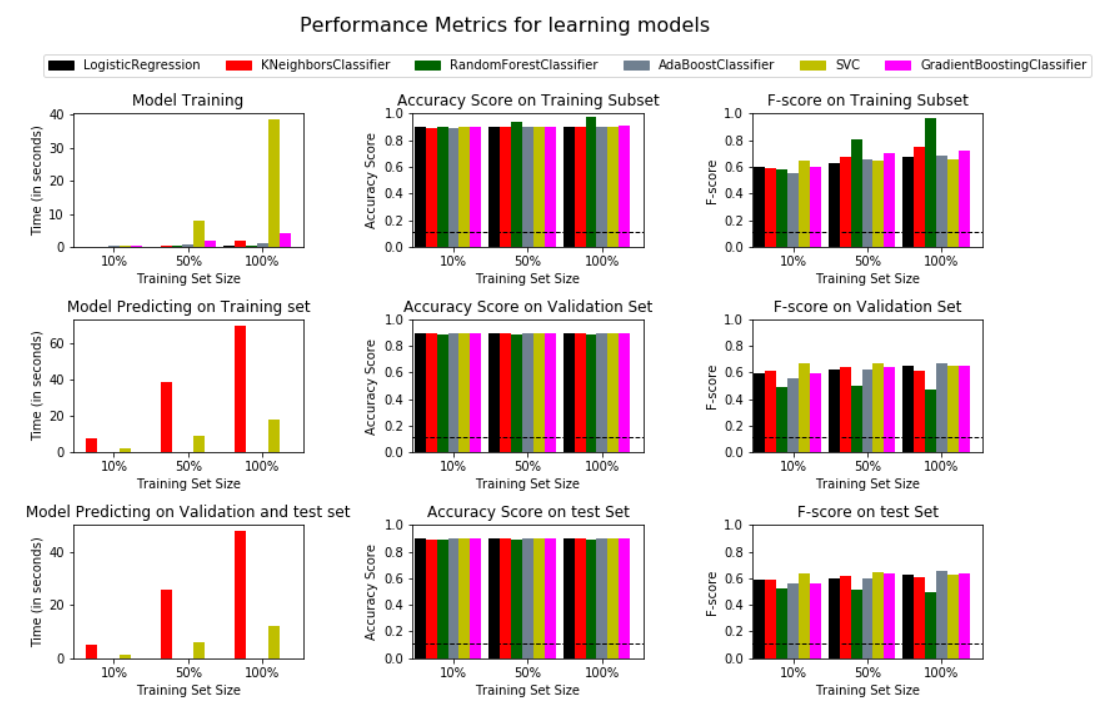 Performance Metrics for learning models
LogisticRegression KNeighborsClassifier RandomForestClassifier AdaBoostClassifier SVC GradientBoostingClassifier
Model Training
Time (in seconds)
40
30
20
10
0
10% 50% 100%
Training Set Size
Accuracy Score on Training Subset
Accuracy Score
1.0
0.8
0.6
0.4
0.2
0.0
10% 50% 100%
Training Set Size
F-score on Training Subset
F-score
1.0
0.8
0.6
0.4
0.2
0.0
10% 50% 100%
Training Set Size
Model Predicting on Training set
Time (in seconds)
60
40
20
0
10% 50% 100%
Training Set Size
Accuracy Score on Validation Set
Accuracy Score
1.0
0.8
0.6
0.4
0.2
0.0
10% 50% 100%
Training Set Size
F-score on Validation Set
F-score
1.0
0.8
0.6
0.4
0.2
0.0
10% 50% 100%
Training Set Size
Model Predicting on Validation and test set
Time (in seconds)
40
20
0
10% 50% 100%
Training Set Size
Accuracy Score on test Set
Accuracy Score
1.0
0.8
0.6
0.4
0.2
0.0
10% 50% 100%
Training Set Size
F-score on test Set
F-score
1.0
0.8
0.6
0.4
0.2
0.0
10% 50% 100%
Training Set Size